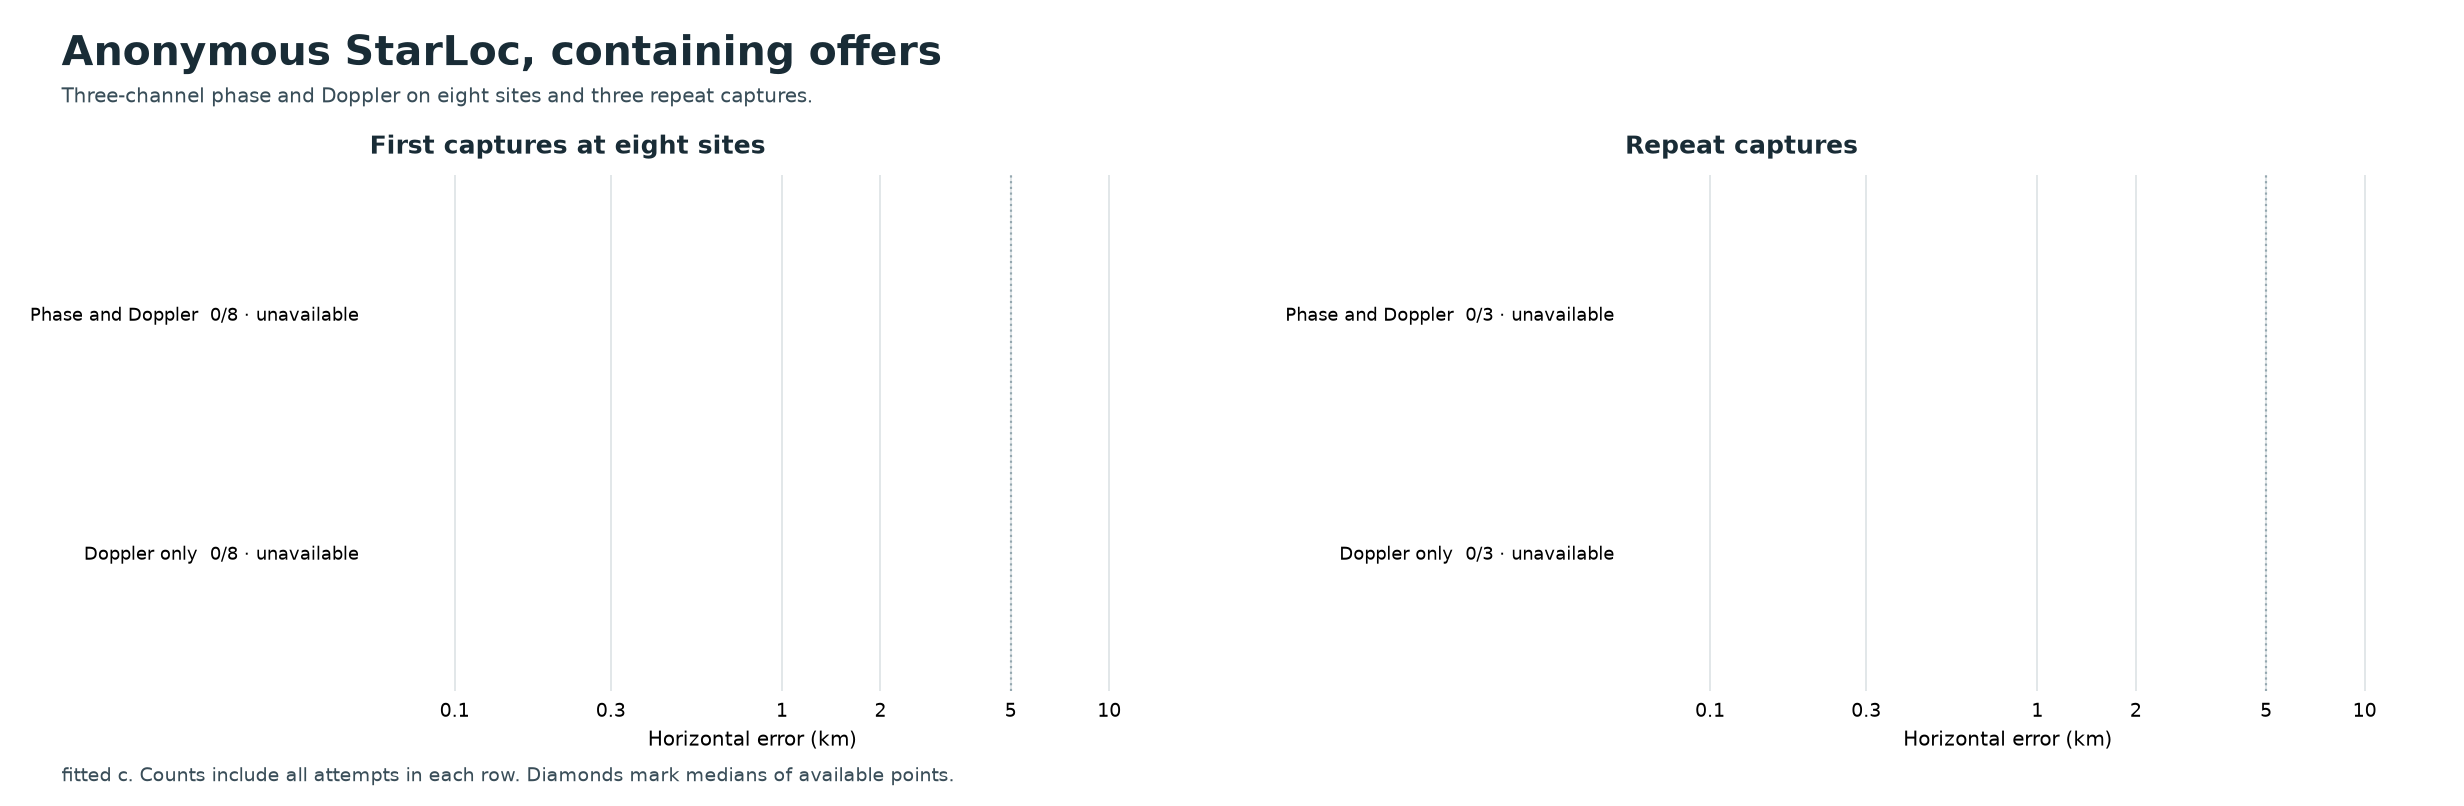 Anonymous StarLoc, containing offers
Three-channel phase and Doppler on eight sites and three repeat captures.
First captures at eight sites
Phase and Doppler 0/8 · unavailable
Doppler only 0/8 · unavailable
0.1 0.3 1 2 5 10
Horizontal error (km)
Repeat captures
Phase and Doppler 0/3 · unavailable
Doppler only 0/3 · unavailable
0.1 0.3 1 2 5 10
Horizontal error (km)
fitted c. Counts include all attempts in each row. Diamonds mark medians of available points.